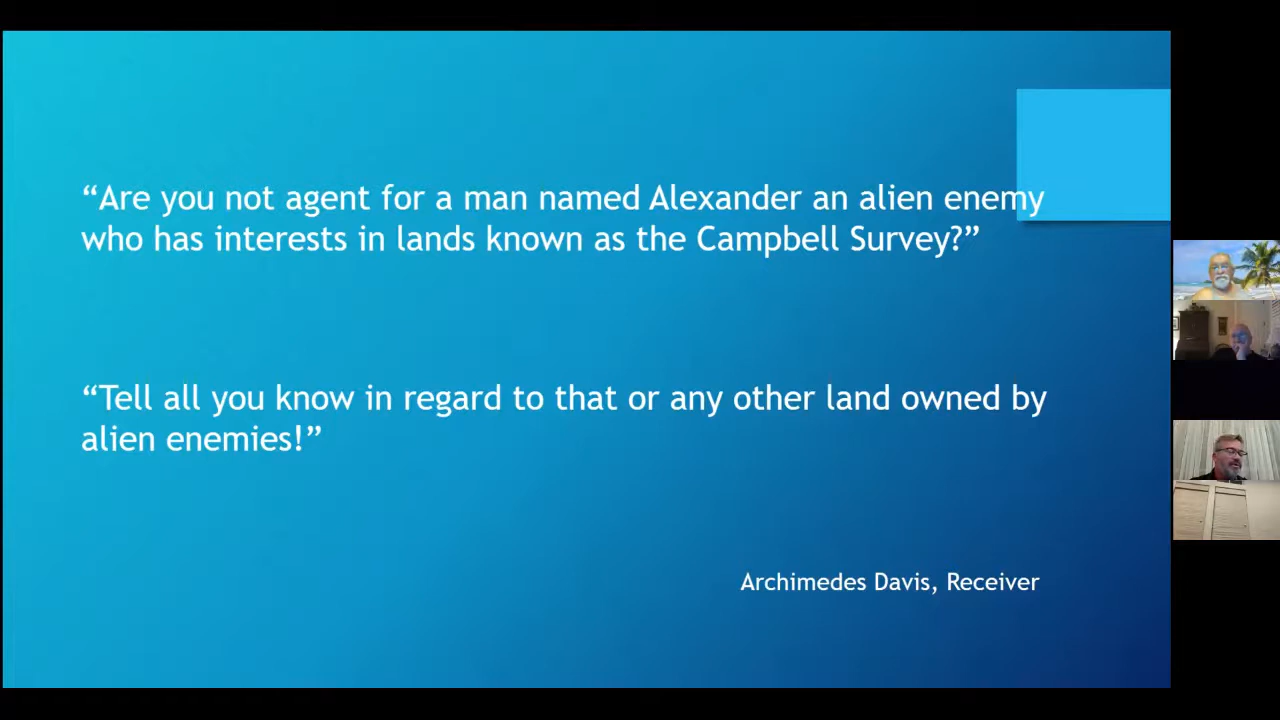 “Are you not agent for a man named Alexander an alien enemy
who has interests in lands known as the Campbell Survey?”
“Tell all you know in regard to that or any other land owned by
alien enemies!”
Archimedes Davis, Receiver